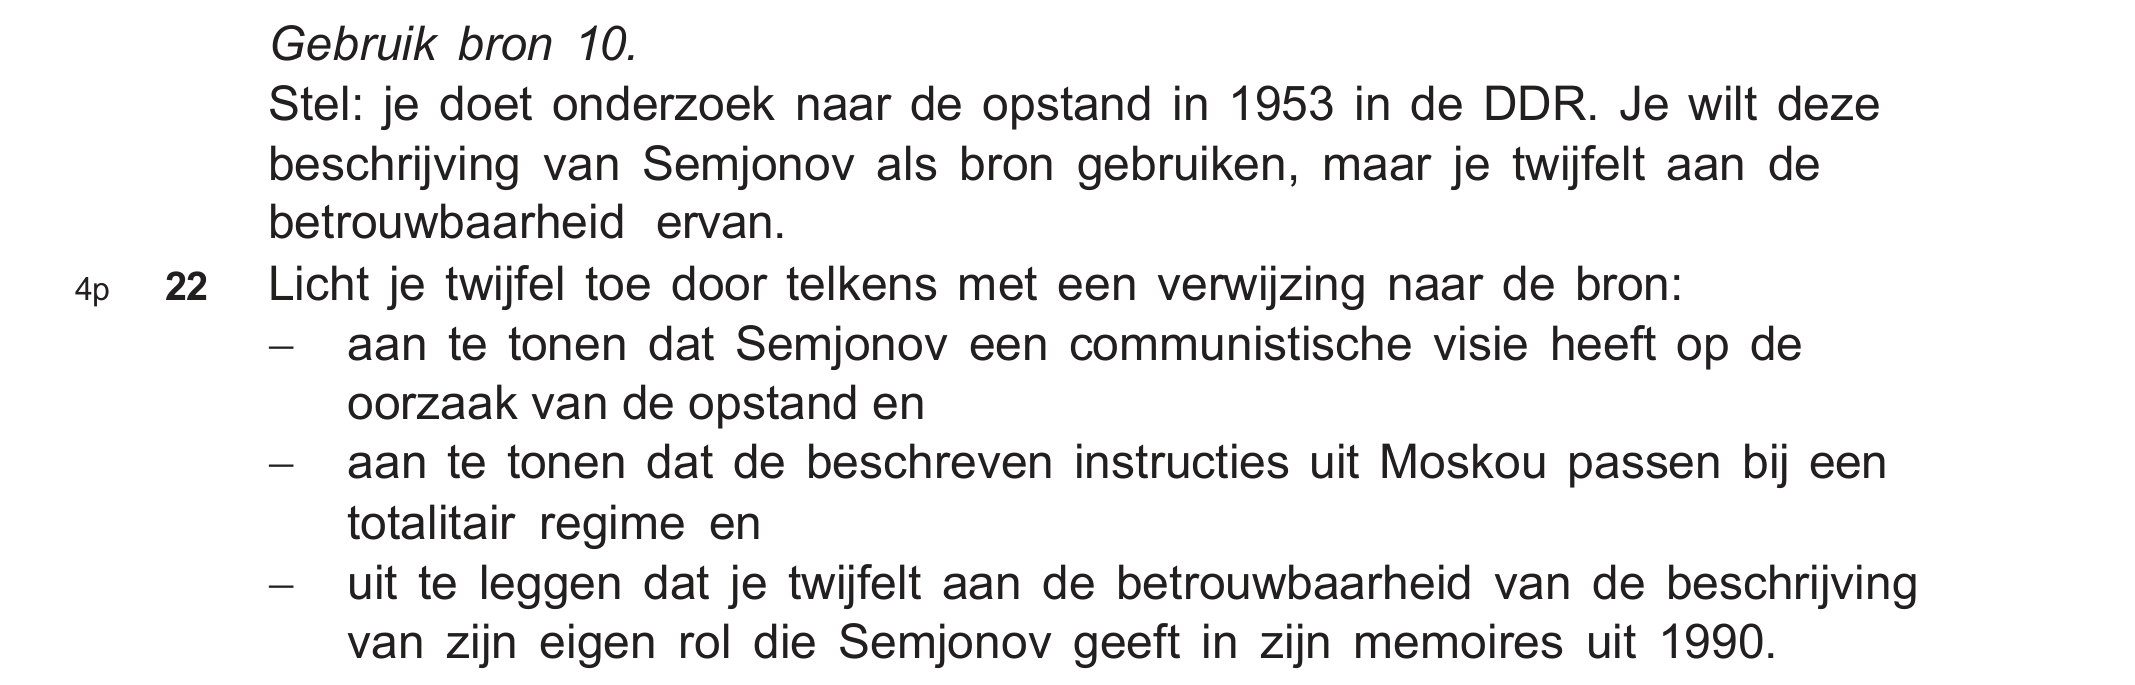 Gebruik bron 10.
Stel: je doet onderzoek naar de opstand in 1953 in de DDR. Je wilt deze
beschrijving van Semjonov als bron gebruiken, maar je twijfelt aan de
betrouwbaarheid ervan.
4p 22 Licht je twijfel toe door telkens met een verwijzing naar de bron:
– aan te tonen dat Semjonov een communistische visie heeft op de
oorzaak van de opstand en
– aan te tonen dat de beschreven instructies uit Moskou passen bij een
totalitair regime en
– uit te leggen dat je twijfelt aan de betrouwbaarheid van de beschrijving
van zijn eigen rol die Semjonov geeft in zijn memoires uit 1990.